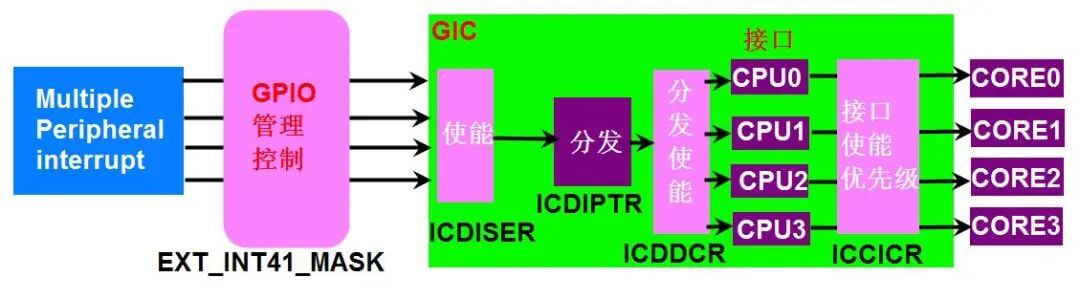 Multiple
Peripheral
interrupt
GPIO
管理
控制
EXT_INT41_MASK
GIC
使能
ICDISER
分发
ICDIPTR
分发使能
ICDDCR
接口
CPU0
CPU1
CPU2
CPU3
接口
使能
优先级
ICCICR
CORE0
CORE1
CORE2
CORE3